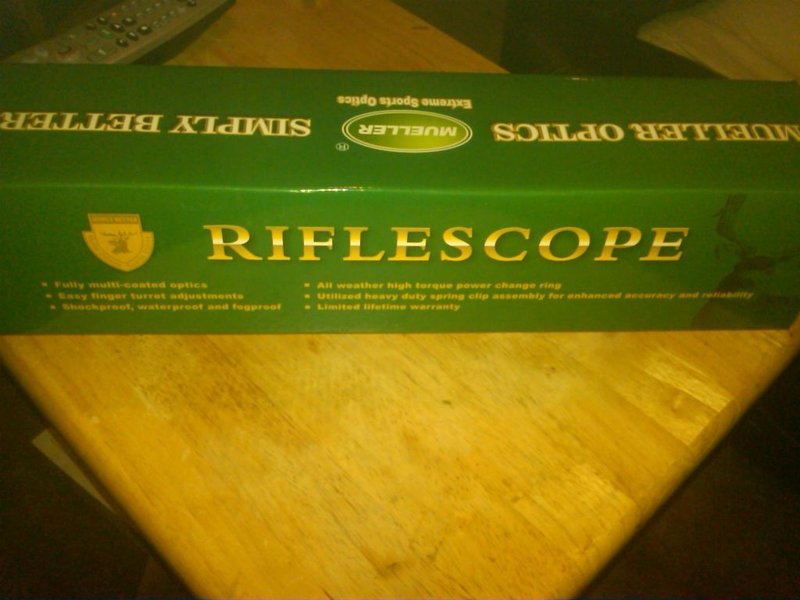 Extreme Sports Optics
MUELLER OPTICS MUELLER ® SIMPLY BETTER
RIFLESCOPE
• Fully multi-coated optics
• Easy finger turret adjustments
• Shockproof, waterproof and fogproof
• All weather high torque power change ring
• Utilized heavy duty spring clip assembly for enhanced accuracy and reliability
• Limited lifetime warranty